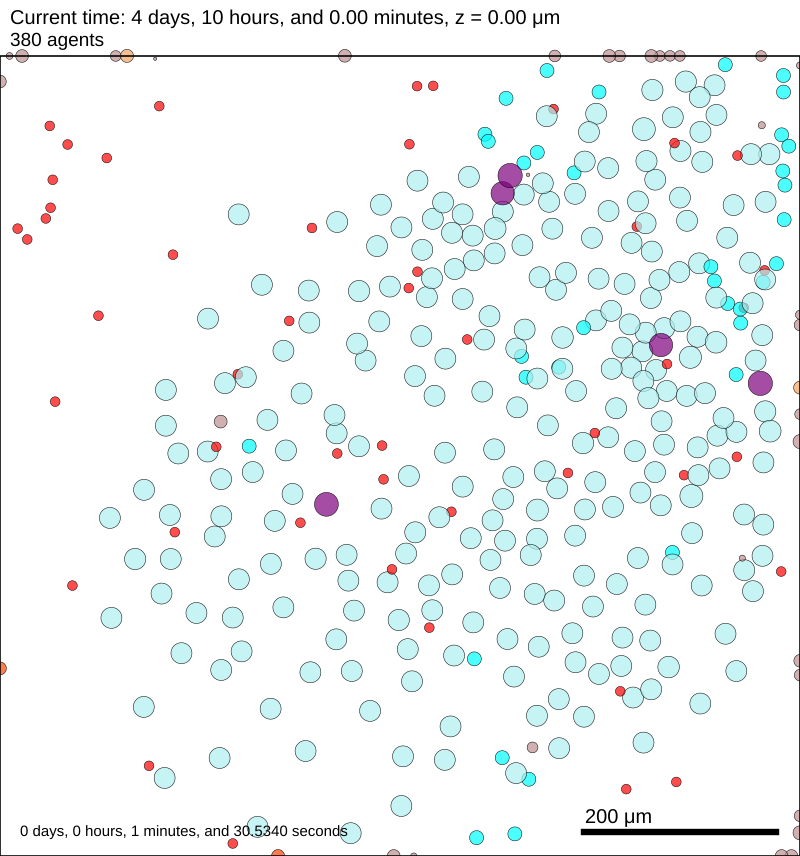 Current time: 4 days, 10 hours, and 0.00 minutes, z = 0.00 μm
380 agents
200 μm
0 days, 0 hours, 1 minutes, and 30.5340 seconds